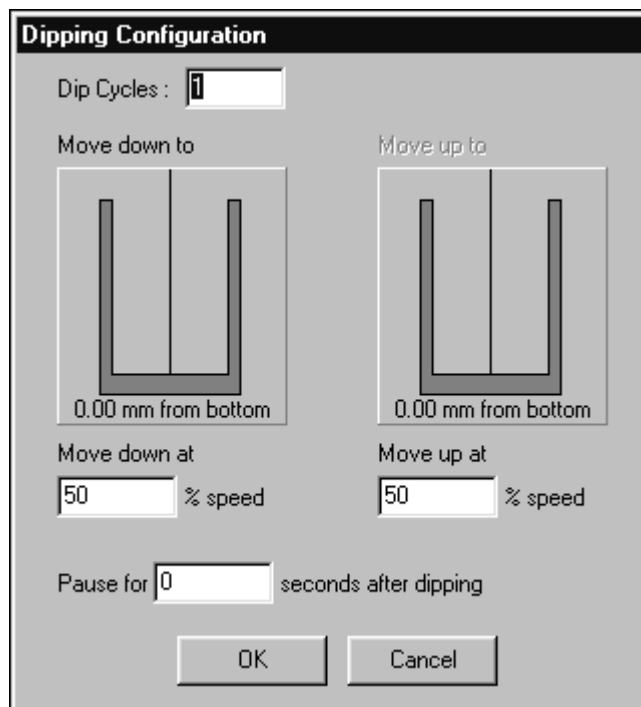 Dipping Configuration
Dip Cycles : 1
Move down to
Move up to
0.00 mm from bottom
0.00 mm from bottom
Move down at
Move up at
50 % speed
50 % speed
Pause for 0 seconds after dipping
OK
Cancel